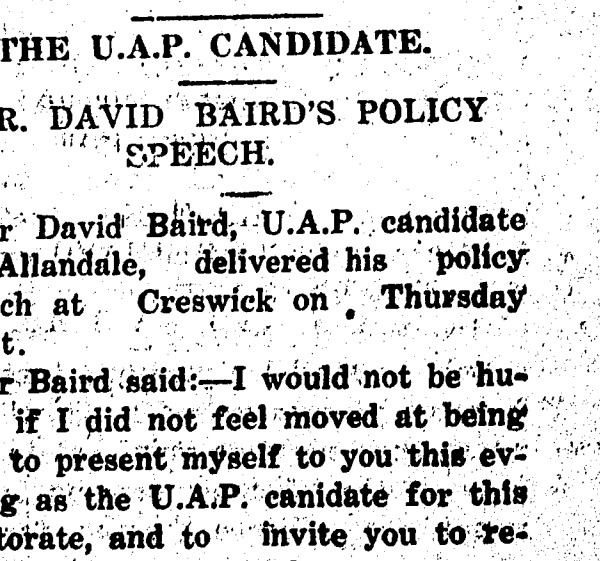 THE U.A.P. CANDIDATE.
R. DAVID BAIRD'S POLICY
SPEECH.
r David Baird, U.A.P. candidate
Allandale, delivered his policy
ch at Creswick on Thursday
t.
r Baird said:—I would not be hu-
if I did not feel moved at being
to present myself to you this ev-
g as the U.A.P. canidate for this
torate, and to invite you to re-